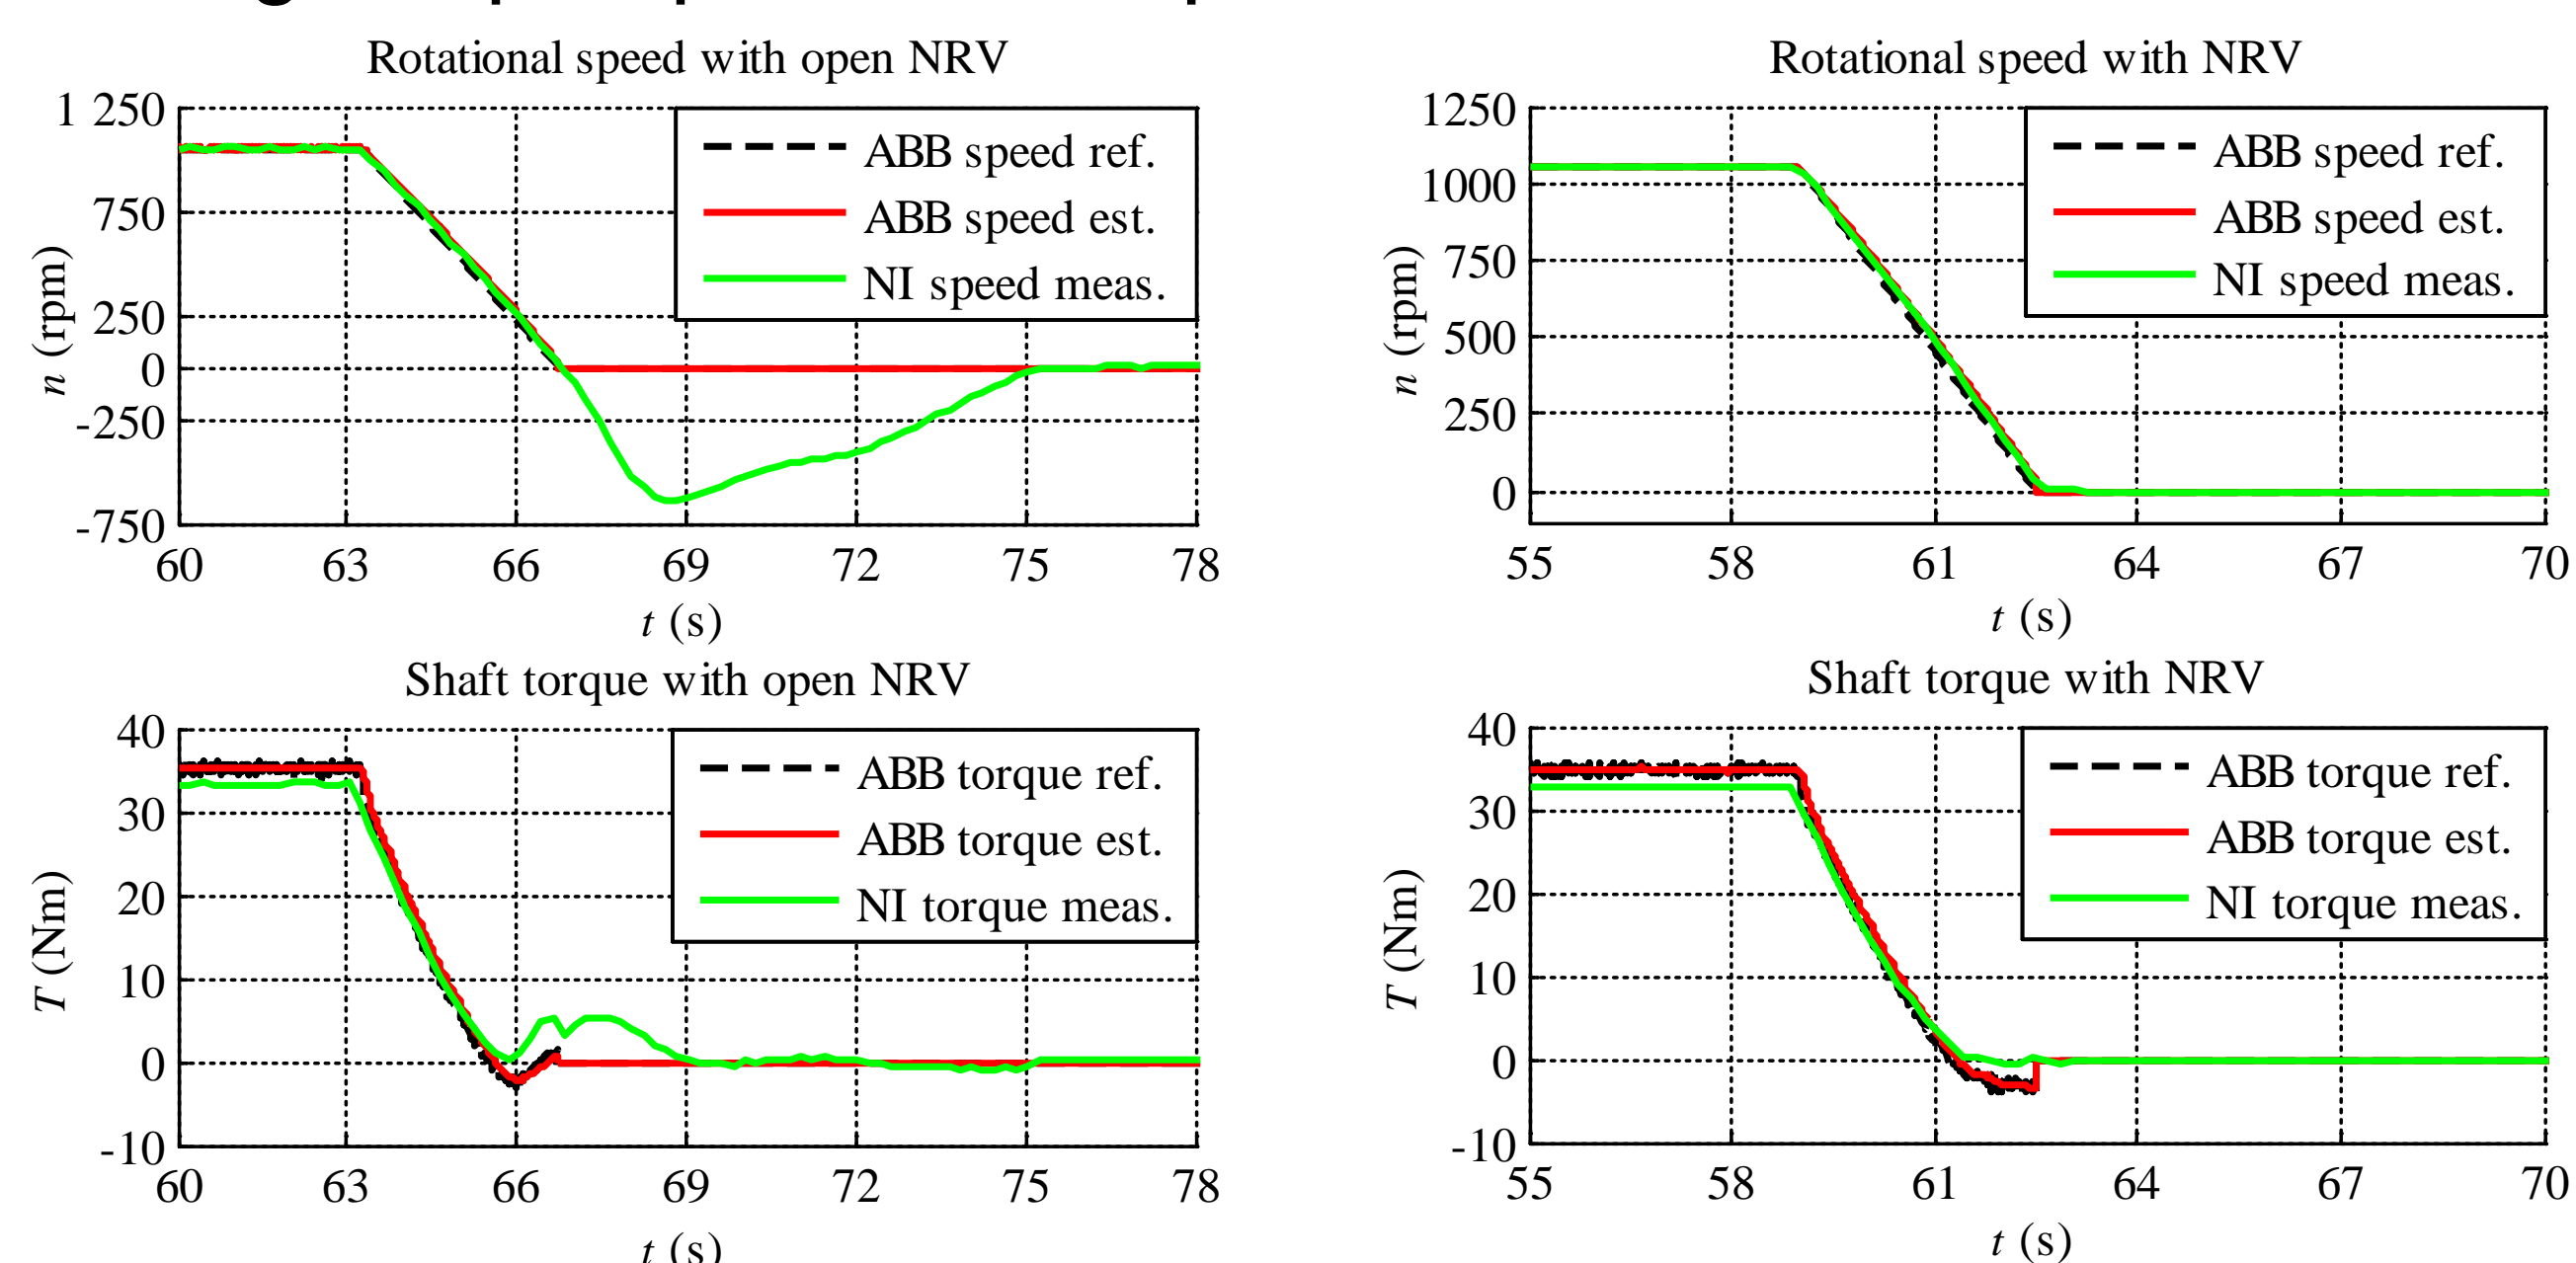 Rotational speed with open NRV
1 250
750
250
0
-250
-750
n (rpm)
ABB speed ref.
ABB speed est.
NI speed meas.
60 63 66 69 72 75 78
t (s)
Rotational speed with NRV
1250
1000
750
500
250
0
n (rpm)
ABB speed ref.
ABB speed est.
NI speed meas.
55 58 61 64 67 70
t (s)
Shaft torque with open NRV
40
30
20
10
0
-10
T (Nm)
ABB torque ref.
ABB torque est.
NI torque meas.
60 63 66 69 72 75 78
t (s)
Shaft torque with NRV
40
30
20
10
0
-10
T (Nm)
ABB torque ref.
ABB torque est.
NI torque meas.
55 58 61 64 67 70
t (s)